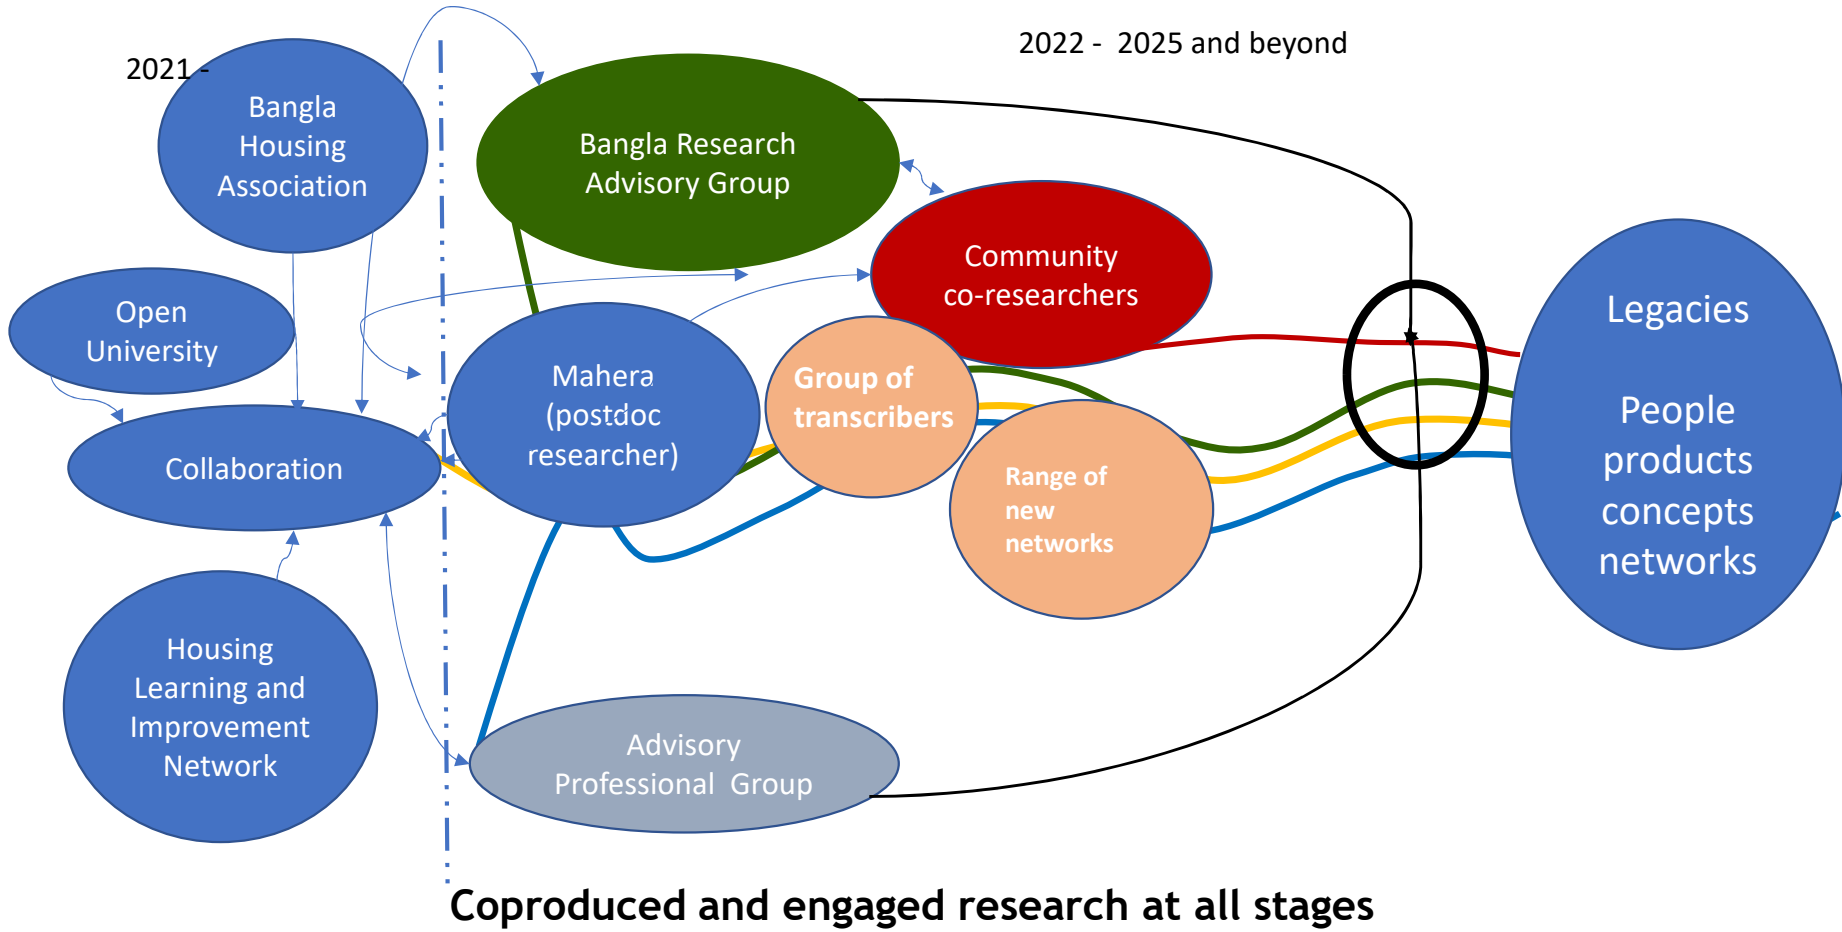 2021 -
2022 - 2025 and beyond
Bangla
Housing
Association
Bangla Research
Advisory Group
Community
co-researchers
Open
University
Mahera
(postdoc
researcher)
Group of
transcribers
Legacies
People
products
concepts
networks
Collaboration
Range of
new
networks
Housing
Learning and
Improvement
Network
Advisory
Professional Group
Coproduced and engaged research at all stages